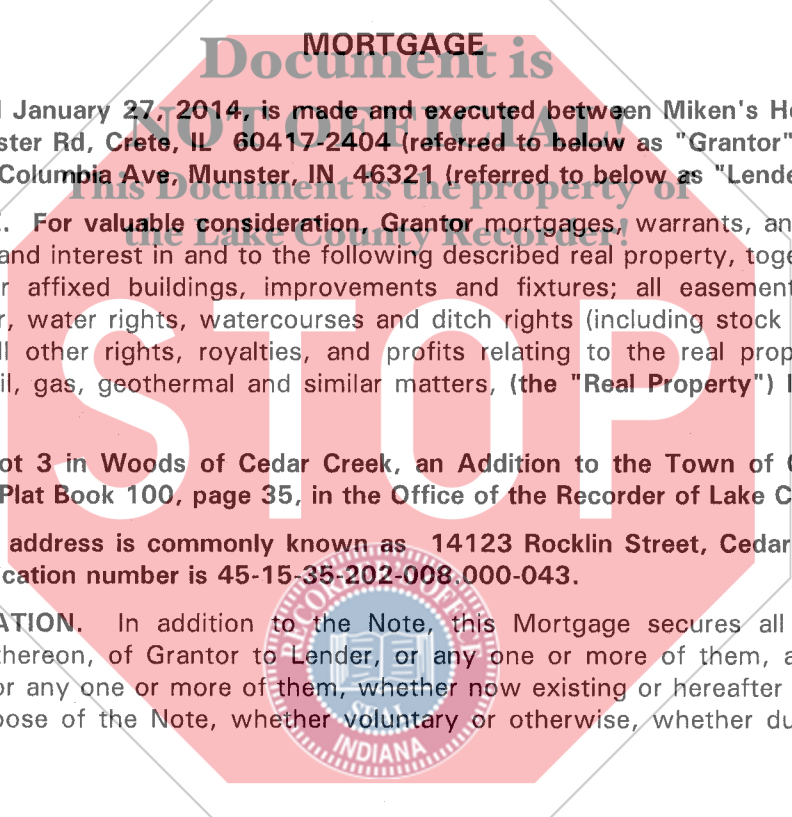 MORTGAGE
Document is
January 27, 2014, is made and executed between Miken's H
NOT OFFICIAL!
ster Rd, Crete, IL 60417-2404 (referred to below as "Grantor"
Columbia Ave, Munster, IN 46321 (referred to below as "Lende
This Document is the property of
. For valuable consideration, Grantor mortgages, warrants, an
the Lake County Recorder!
and interest in and to the following described real property, toge
r affixed buildings, improvements and fixtures; all easement
r, water rights, watercourses and ditch rights (including stock
ll other rights, royalties, and profits relating to the real prop
il, gas, geothermal and similar matters, (the "Real Property") l
STOP
ot 3 in Woods of Cedar Creek, an Addition to the Town of C
Plat Book 100, page 35, in the Office of the Recorder of Lake C
address is commonly known as 14123 Rocklin Street, Cedar
ication number is 45-15-35-202-008.000-043.
ATION. In addition to the Note, this Mortgage secures all
thereon, of Grantor to Lender, or any one or more of them, a
or any one or more of them, whether now existing or hereafter
pose of the Note, whether voluntary or otherwise, whether du
SEAL
INDIANA